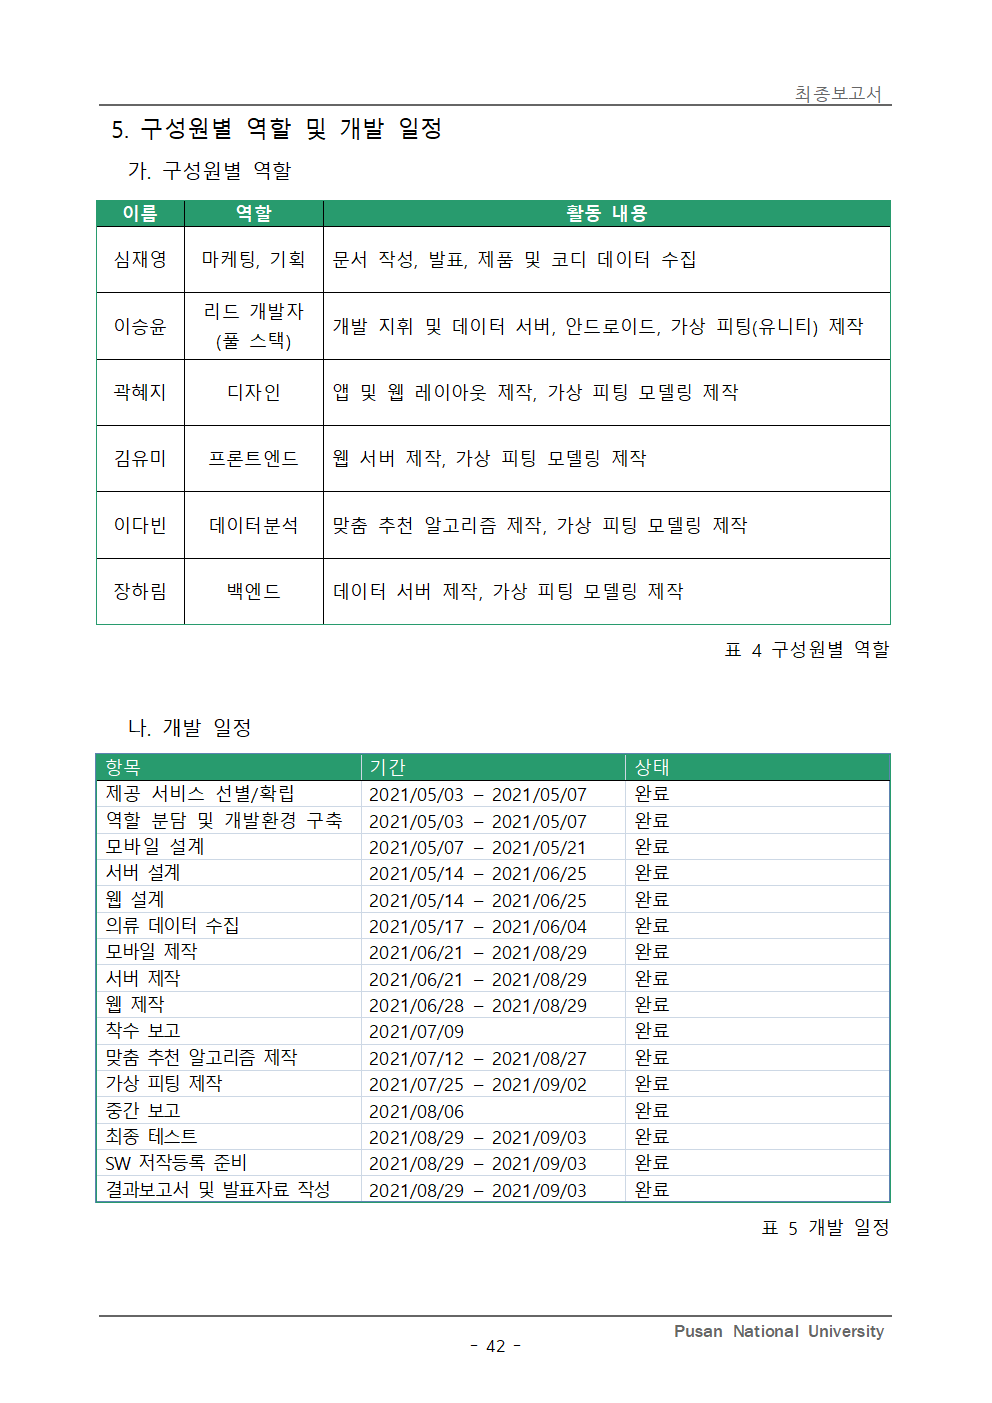 최종보고서
5. 구성원별 역할 및 개발 일정
가. 구성원별 역할
이름 역할 활동 내용
심재영 마케팅, 기획 문서 작성, 발표, 제품 및 코디 데이터 수집
이승윤 리드 개발자 (풀 스택) 개발 지휘 및 데이터 서버, 안드로이드, 가상 피팅(유니티) 제작
곽혜지 디자인 앱 및 웹 레이아웃 제작, 가상 피팅 모델링 제작
김유미 프론트엔드 웹 서버 제작, 가상 피팅 모델링 제작
이다빈 데이터분석 맞춤 추천 알고리즘 제작, 가상 피팅 모델링 제작
장하림 백엔드 데이터 서버 제작, 가상 피팅 모델링 제작
표 4 구성원별 역할
나. 개발 일정
항목 기간 상태
제공 서비스 선별/확립 2021/05/03 – 2021/05/07 완료
역할 분담 및 개발환경 구축 2021/05/03 – 2021/05/07 완료
모바일 설계 2021/05/07 – 2021/05/21 완료
서버 설계 2021/05/14 – 2021/06/25 완료
웹 설계 2021/05/14 – 2021/06/25 완료
의류 데이터 수집 2021/05/17 – 2021/06/04 완료
모바일 제작 2021/06/21 – 2021/08/29 완료
서버 제작 2021/06/21 – 2021/08/29 완료
웹 제작 2021/06/28 – 2021/08/29 완료
착수 보고 2021/07/09 완료
맞춤 추천 알고리즘 제작 2021/07/12 – 2021/08/27 완료
가상 피팅 제작 2021/07/25 – 2021/09/02 완료
중간 보고 2021/08/06 완료
최종 테스트 2021/08/29 – 2021/09/03 완료
SW 저작등록 준비 2021/08/29 – 2021/09/03 완료
결과보고서 및 발표자료 작성 2021/08/29 – 2021/09/03 완료
표 5 개발 일정
Pusan National University
- 42 -